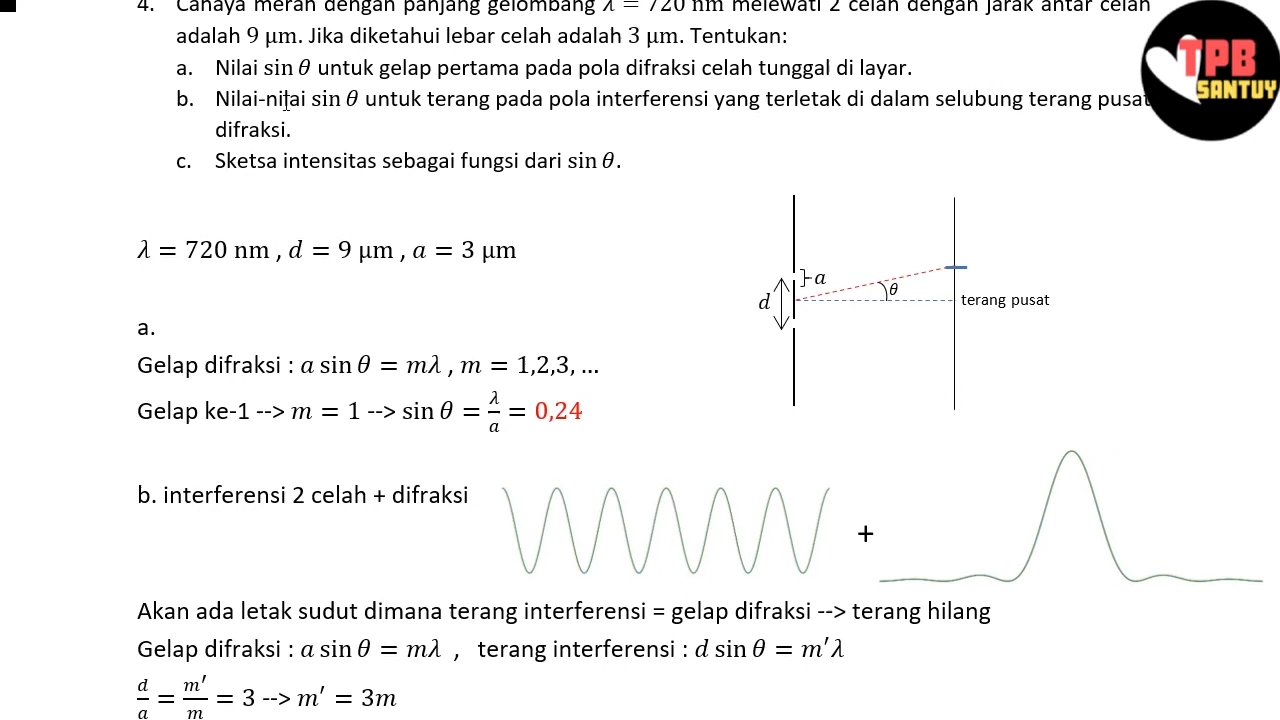 4. Cahaya merah dengan panjang gelombang λ = 720 nm melewati 2 celah dengan jarak antar celah
adalah 9 μm. Jika diketahui lebar celah adalah 3 μm. Tentukan:
a. Nilai sin θ untuk gelap pertama pada pola difraksi celah tunggal di layar.
b. Nilai-nilai sin θ untuk terang pada pola interferensi yang terletak di dalam selubung terang pusat
difraksi.
c. Sketsa intensitas sebagai fungsi dari sin θ.
TPB
SANTUY
λ = 720 nm , d = 9 μm , a = 3 μm
a
d
θ
terang pusat
a.
Gelap difraksi : a sin θ = mλ , m = 1,2,3, ...
Gelap ke-1 --> m = 1 --> sin θ = λ/a = 0,24
b. interferensi 2 celah + difraksi
+
Akan ada letak sudut dimana terang interferensi = gelap difraksi --> terang hilang
Gelap difraksi : a sin θ = mλ , terang interferensi : d sin θ = m′λ
d/a = m′/m = 3 --> m′ = 3m